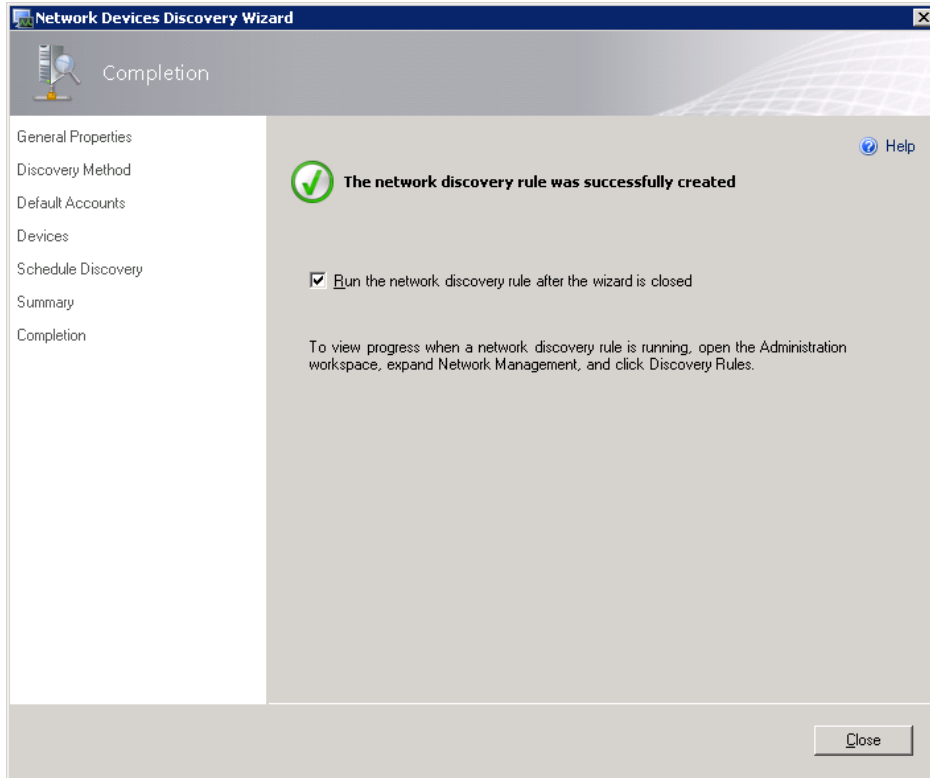 Network Devices Discovery Wizard
Completion
General Properties
Discovery Method
Default Accounts
Devices
Schedule Discovery
Summary
Completion
Help
The network discovery rule was successfully created
Run the network discovery rule after the wizard is closed
To view progress when a network discovery rule is running, open the Administration
workspace, expand Network Management, and click Discovery Rules.
Close